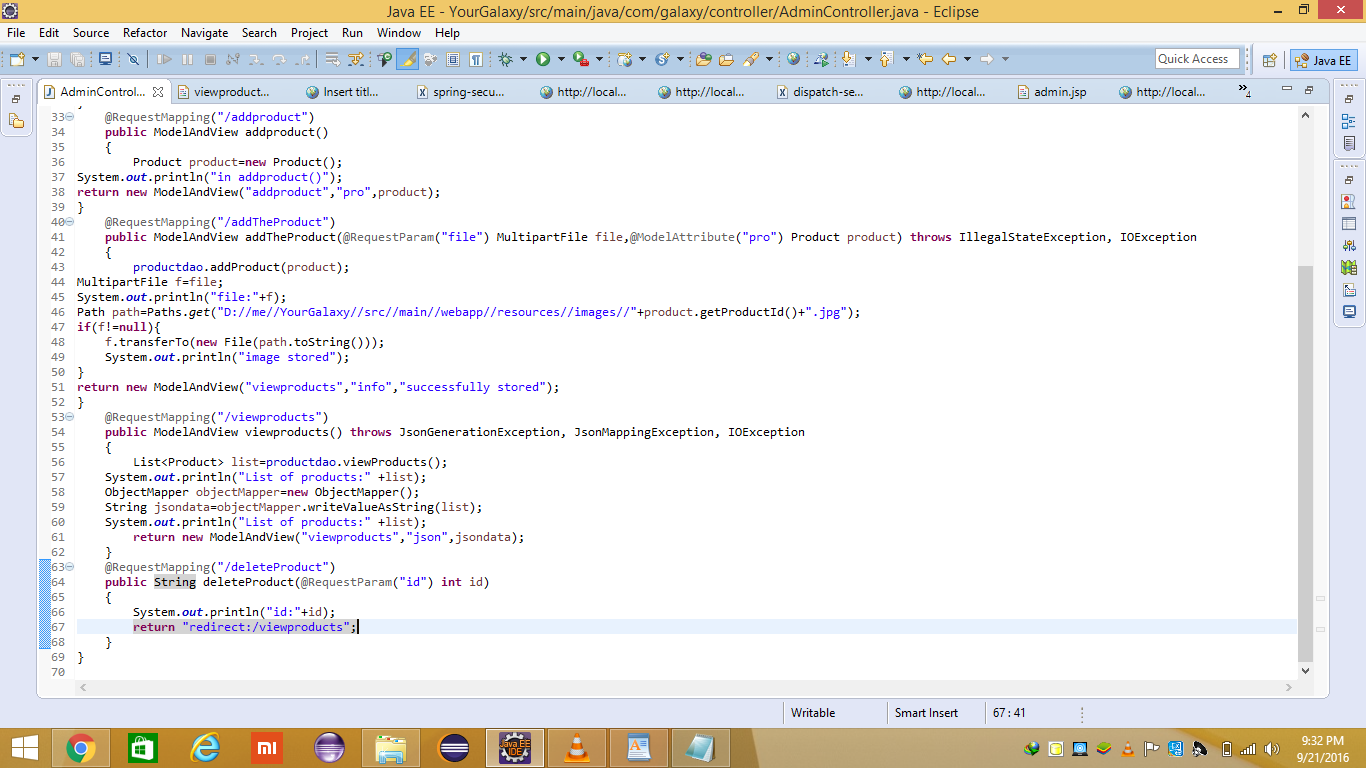 Java EE - YourGalaxy/src/main/java/com/galaxy/controller/AdminController.java - Eclipse
File Edit Source Refactor Navigate Search Project Run Window Help
Quick Access
Java EE
AdminControl... viewproduct... Insert titl... spring-secu... http://local... http://local... dispatch-se... http://local... admin.jsp http://local... »4
33 @RequestMapping("/addproduct")
34 public ModelAndView addproduct()
35 {
36 Product product=new Product();
37 System.out.println("in addproduct()");
38 return new ModelAndView("addproduct","pro",product);
39 }
40 @RequestMapping("/addTheProduct")
41 public ModelAndView addTheProduct(@RequestParam("file") MultipartFile file,@ModelAttribute("pro") Product product) throws IllegalStateException, IOException
42 {
43 productdao.addProduct(product);
44 MultipartFile f=file;
45 System.out.println("file:"+f);
46 Path path=Paths.get("D://me//YourGalaxy//src//main//webapp//resources//images//"+product.getProductId()+".jpg");
47 if(f!=null){
48 f.transferTo(new File(path.toString()));
49 System.out.println("image stored");
50 }
51 return new ModelAndView("viewproducts","info","successfully stored");
52 }
53 @RequestMapping("/viewproducts")
54 public ModelAndView viewproducts() throws JsonGenerationException, JsonMappingException, IOException
55 {
56 List<Product> list=productdao.viewProducts();
57 System.out.println("List of products:" +list);
58 ObjectMapper objectMapper=new ObjectMapper();
59 String jsondata=objectMapper.writeValueAsString(list);
60 System.out.println("List of products:" +list);
61 return new ModelAndView("viewproducts","json",jsondata);
62 }
63 @RequestMapping("/deleteProduct")
64 public String deleteProduct(@RequestParam("id") int id)
65 {
66 System.out.println("id:"+id);
67 return "redirect:/viewproducts";
68 }
69 }
70
Writable Smart Insert 67 : 41
mi
Java EE IDE
9:32 PM
9/21/2016